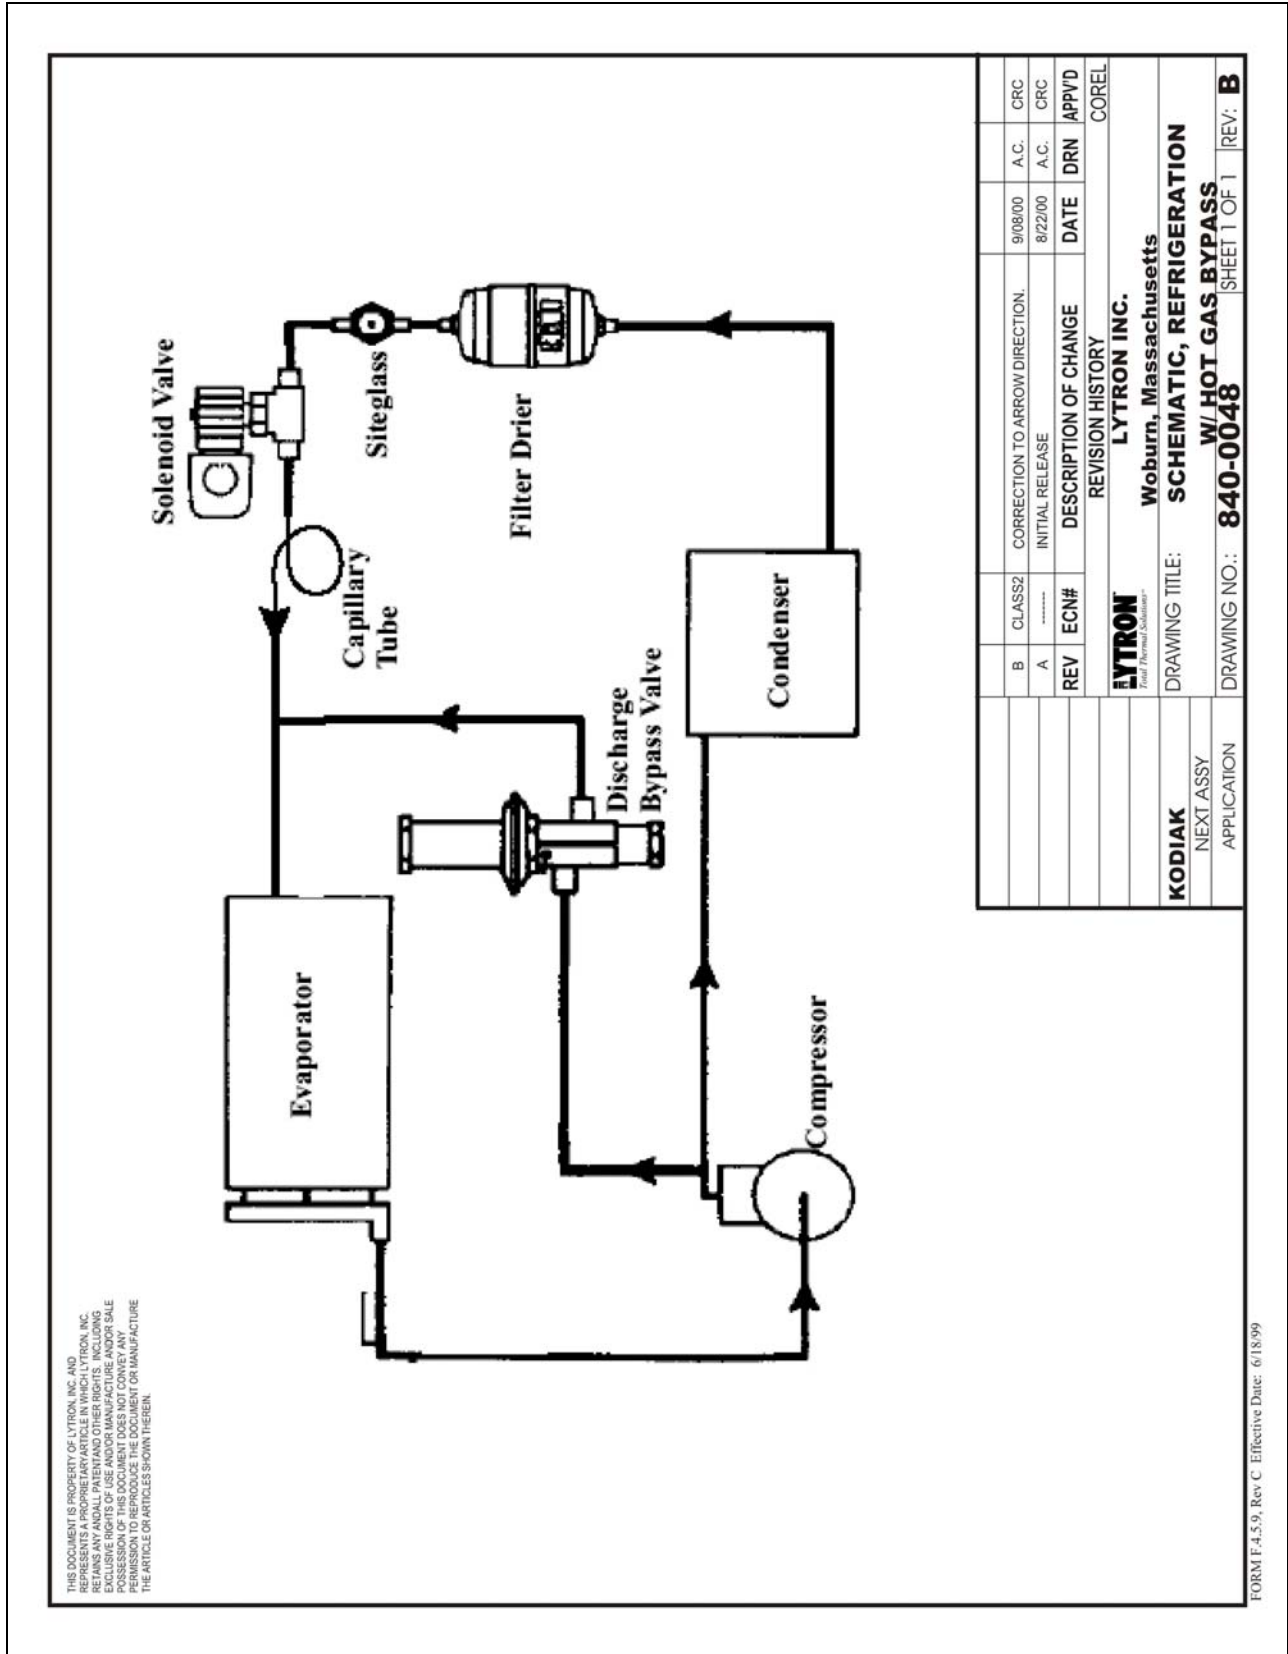 THIS DOCUMENT IS PROPERTY OF LYTRON, INC. AND
REPRESENTS A PROPRIETARY ARTICLE IN WHICH LYTRON, INC.
RETAINS ANY AND ALL PATENT AND OTHER RIGHTS. INCLUDING
EXCLUSIVE RIGHTS OF USE AND/OR MANUFACTURE AND/OR SALE.
POSSESSION OF THIS DOCUMENT DOES NOT CONVEY ANY
PERMISSION TO REPRODUCE THE DOCUMENT OR MANUFACTURE
THE ARTICLE OR ARTICLES SHOWN THEREIN.
Solenoid Valve
Evaporator
Capillary
Tube
Siteglass
Filter Drier
Discharge
Bypass Valve
Condenser
Compressor
B CLASS2 CORRECTION TO ARROW DIRECTION. 9/08/00 A.C. CRC
A ------- INITIAL RELEASE 8/22/00 A.C. CRC
REV ECN# DESCRIPTION OF CHANGE DATE DRN APPV'D
REVISION HISTORY COREL
LYTRON
Total Thermal Solutions
LYTRON INC.
Woburn, Massachusetts
KODIAK
NEXT ASSY
APPLICATION
DRAWING TITLE: SCHEMATIC, REFRIGERATION
W/ HOT GAS BYPASS
DRAWING NO.: 840-0048 SHEET 1 OF 1 REV: B
FORM F.4.5.9, Rev C Effective Date: 6/18/99